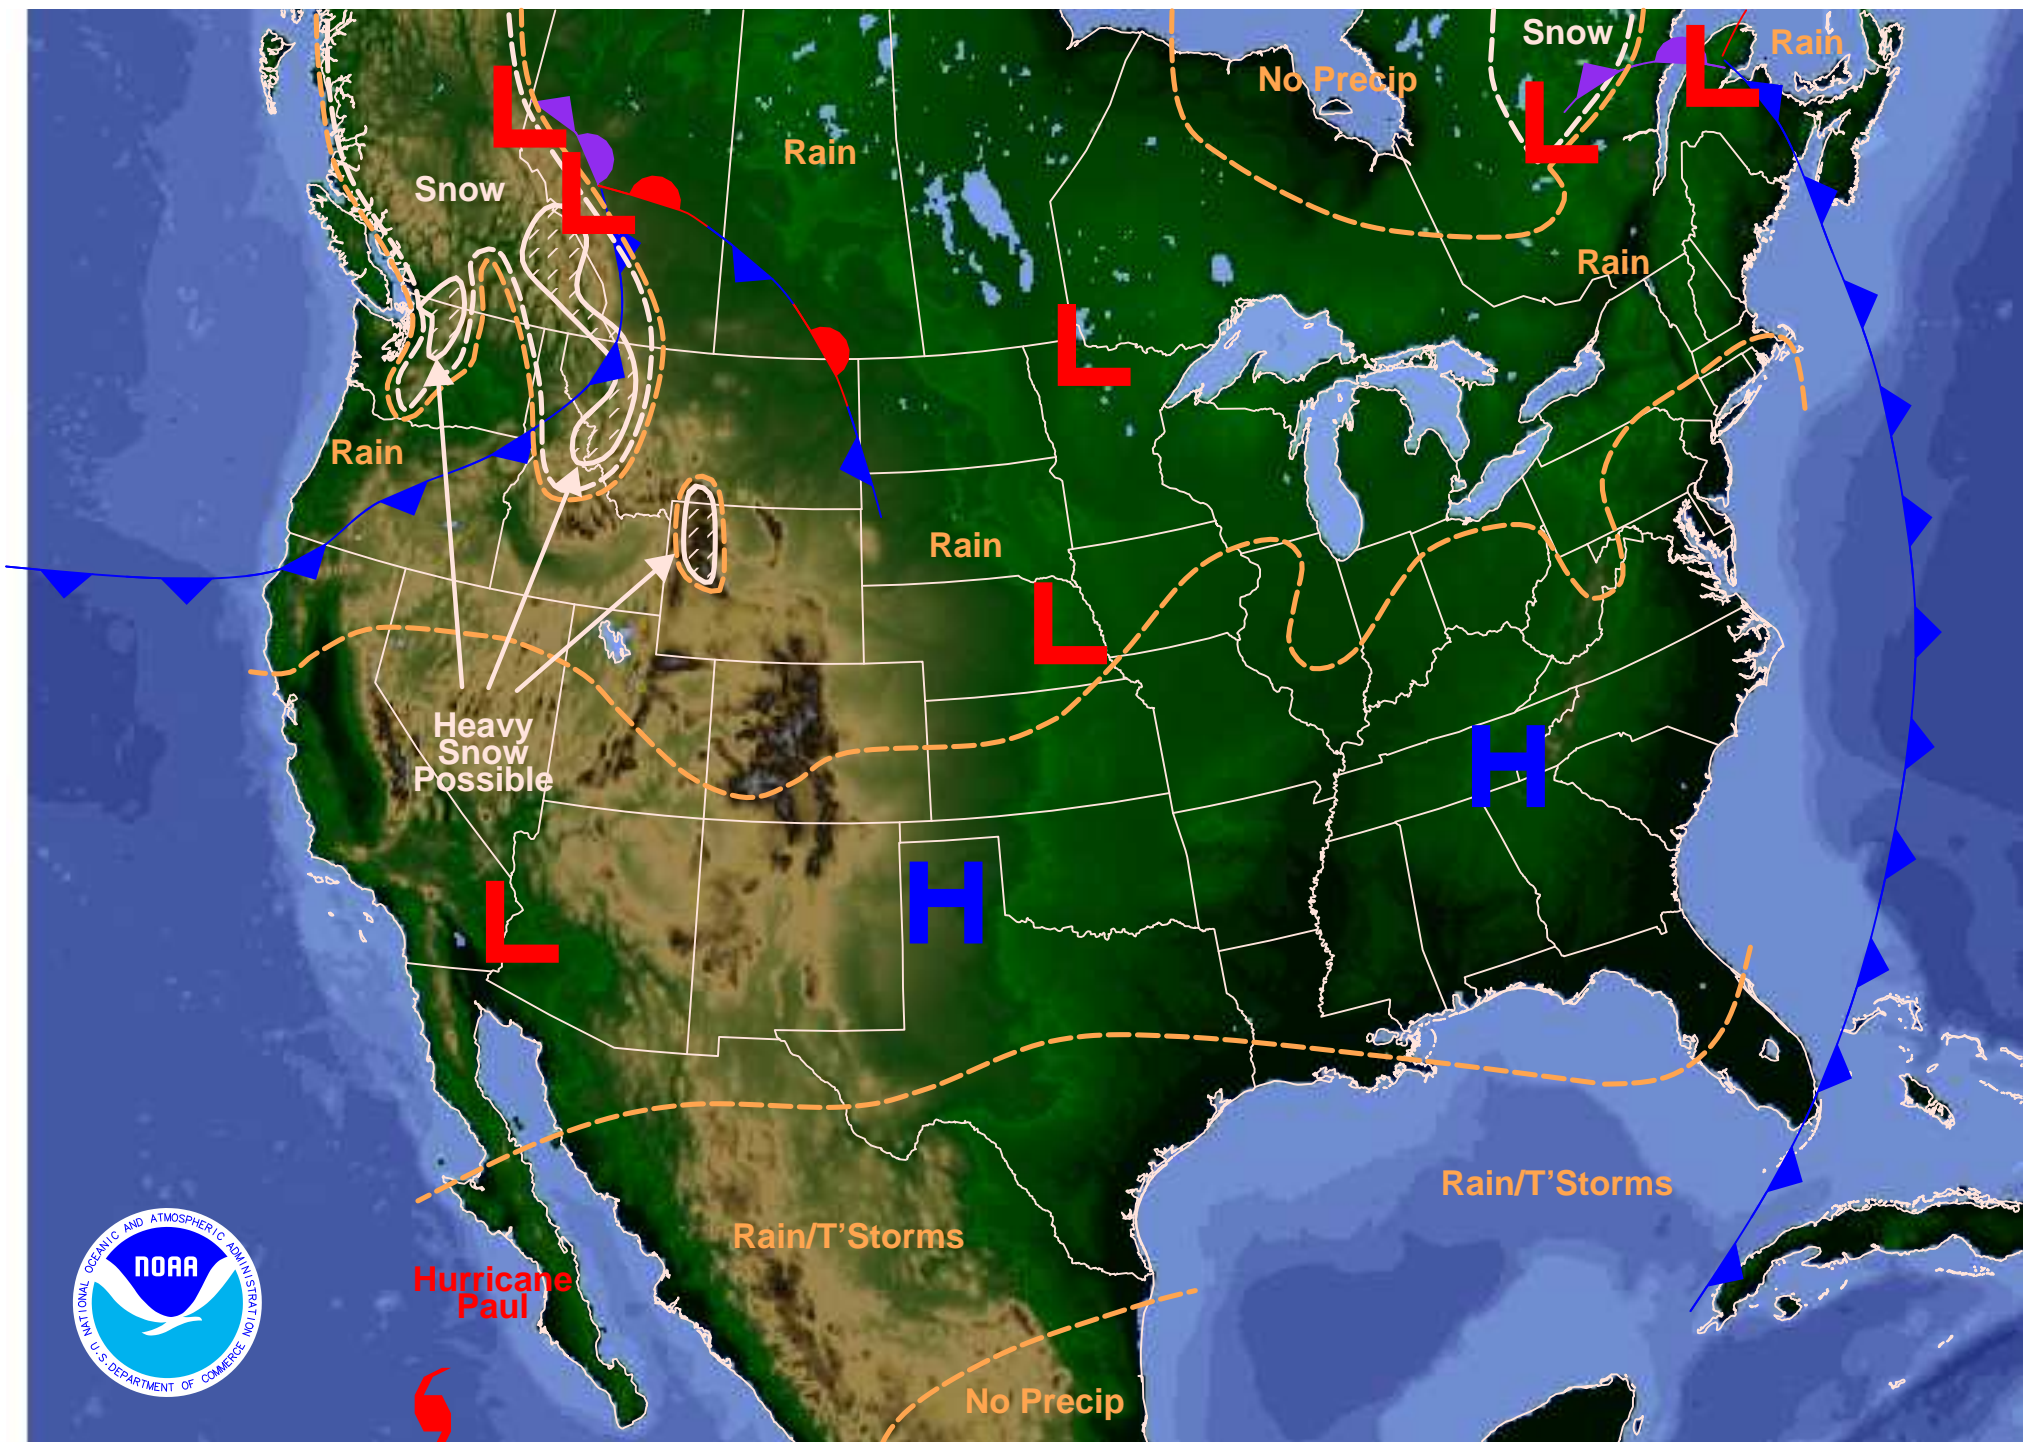 Snow
Rain
No Precip
L
L
L
Rain
Snow
L
Rain
L
Rain
Rain
L
Heavy
Snow
Possible
H
H
L
Rain/T'Storms
Rain/T'Storms
Hurricane
Paul
No Precip
NATIONAL OCEANIC AND ATMOSPHERIC ADMINISTRATION
NOAA
U.S. DEPARTMENT OF COMMERCE